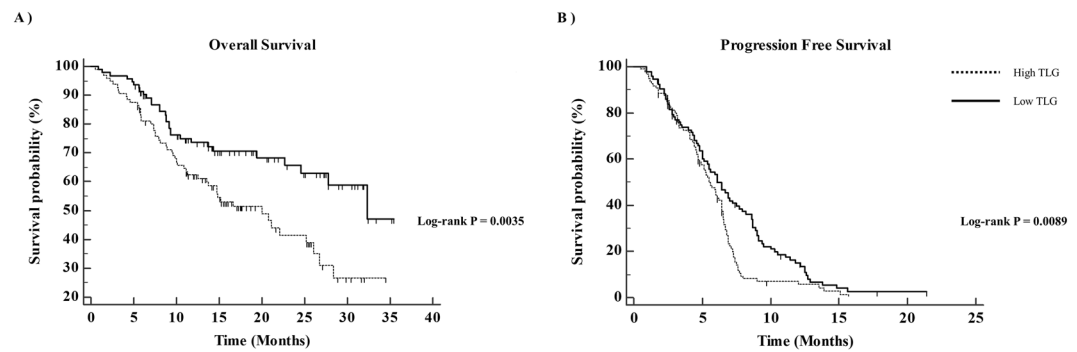 A )
Overall Survival
100
90
80
70
60
50
40
30
20
Survival probability (%)
0 5 10 15 20 25 30 35 40
Time (Months)
Log-rank P = 0.0035
B )
Progression Free Survival
100
80
60
40
20
0
Survival probability (%)
0 5 10 15 20 25
Time (Months)
High TLG
Low TLG
Log-rank P = 0.0089